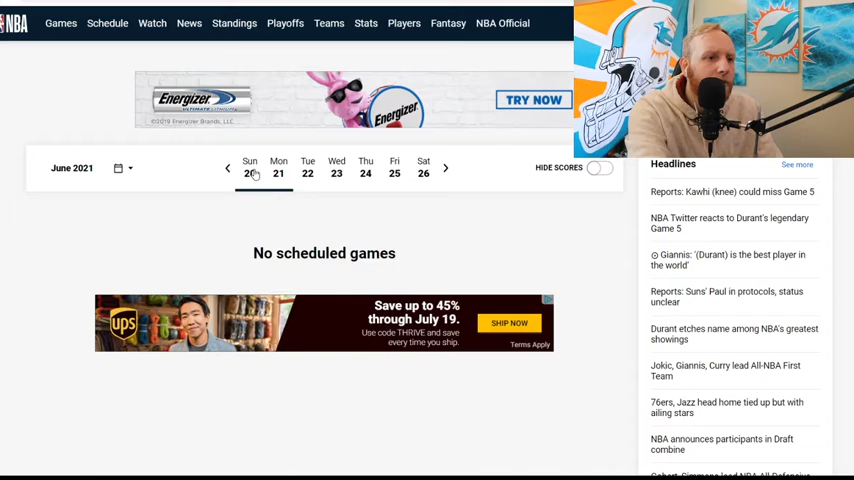 NBA Games Schedule Watch News Standings Playoffs Teams Stats Players Fantasy NBA Official
Energizer
ULTIMATE LITHIUM
©2019 Energizer Brands, LLC.
Energizer
TRY NOW
June 2021
Sun Mon Tue Wed Thu Fri Sat
20 21 22 23 24 25 26
HIDE SCORES
No scheduled games
ups
Save up to 45%
through July 19.
Use code THRIVE and save
every time you ship.
SHIP NOW
Terms Apply
Headlines
See more
Reports: Kawhi (knee) could miss Game 5
NBA Twitter reacts to Durant's legendary
Game 5
Giannis: '(Durant) is the best player in
the world'
Reports: Suns' Paul in protocols, status
unclear
Durant etches name among NBA's greatest
showings
Jokic, Giannis, Curry lead All-NBA First
Team
76ers, Jazz head home tied up but with
ailing stars
NBA announces participants in Draft
combine